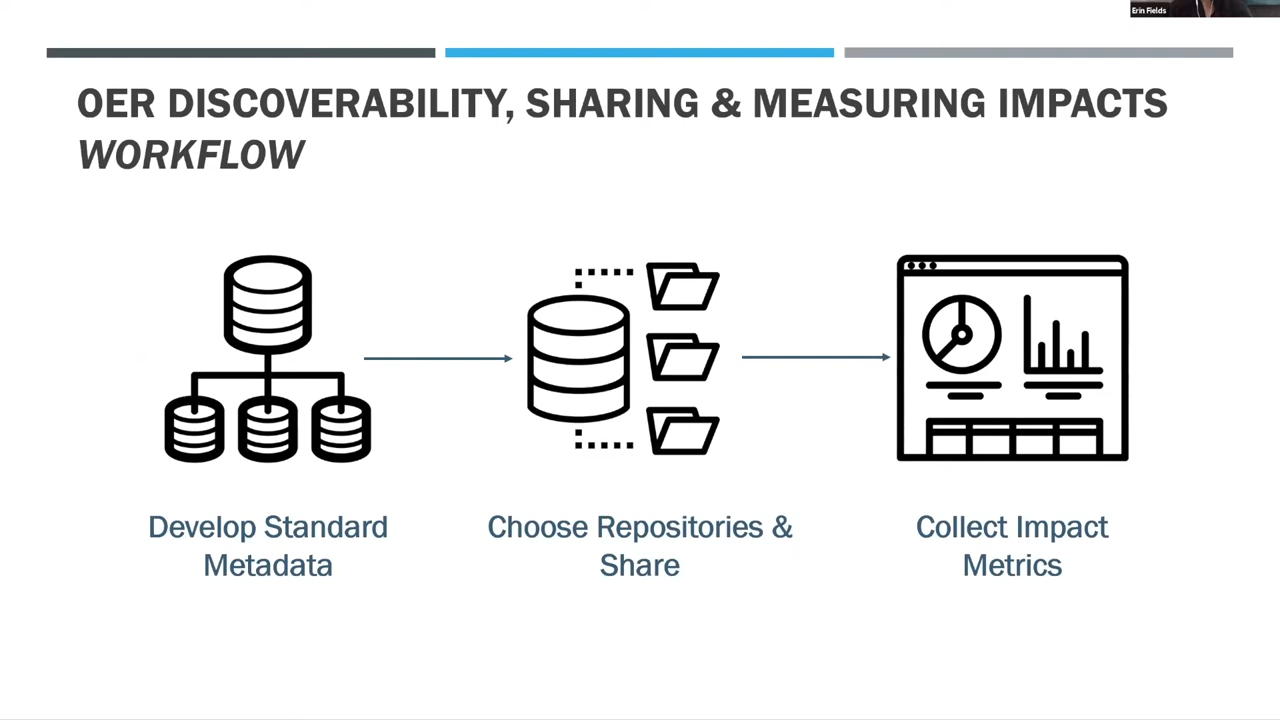 Erin Fields
OER DISCOVERABILITY, SHARING & MEASURING IMPACTS
WORKFLOW
Develop Standard
Metadata
Choose Repositories &
Share
Collect Impact
Metrics